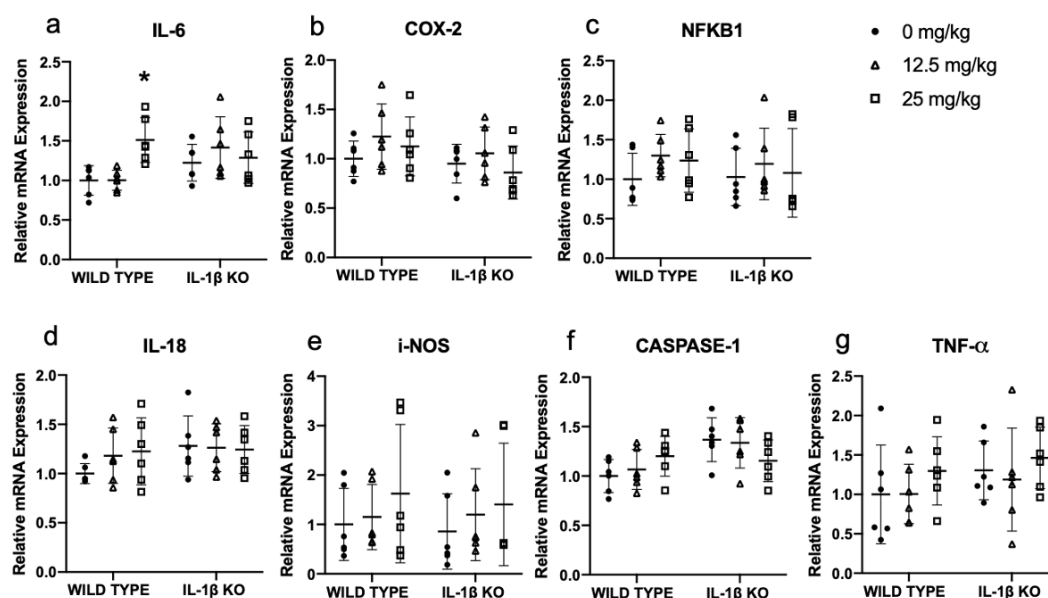 a
IL-6
Relative mRNA Expression
2.5
2.0
1.5
1.0
0.5
0.0
*
WILD TYPE
IL-1β KO
b
COX-2
Relative mRNA Expression
2.0
1.5
1.0
0.5
0.0
WILD TYPE
IL-1β KO
c
NFKB1
Relative mRNA Expression
2.5
2.0
1.5
1.0
0.5
0.0
WILD TYPE
IL-1β KO
0 mg/kg
12.5 mg/kg
25 mg/kg
d
IL-18
Relative mRNA Expression
2.0
1.5
1.0
0.5
0.0
WILD TYPE
IL-1β KO
e
i-NOS
Relative mRNA Expression
4
3
2
1
0
WILD TYPE
IL-1β KO
f
CASPASE-1
Relative mRNA Expression
2.0
1.5
1.0
0.5
0.0
WILD TYPE
IL-1β KO
g
TNF-α
Relative mRNA Expression
2.5
2.0
1.5
1.0
0.5
0.0
WILD TYPE
IL-1β KO